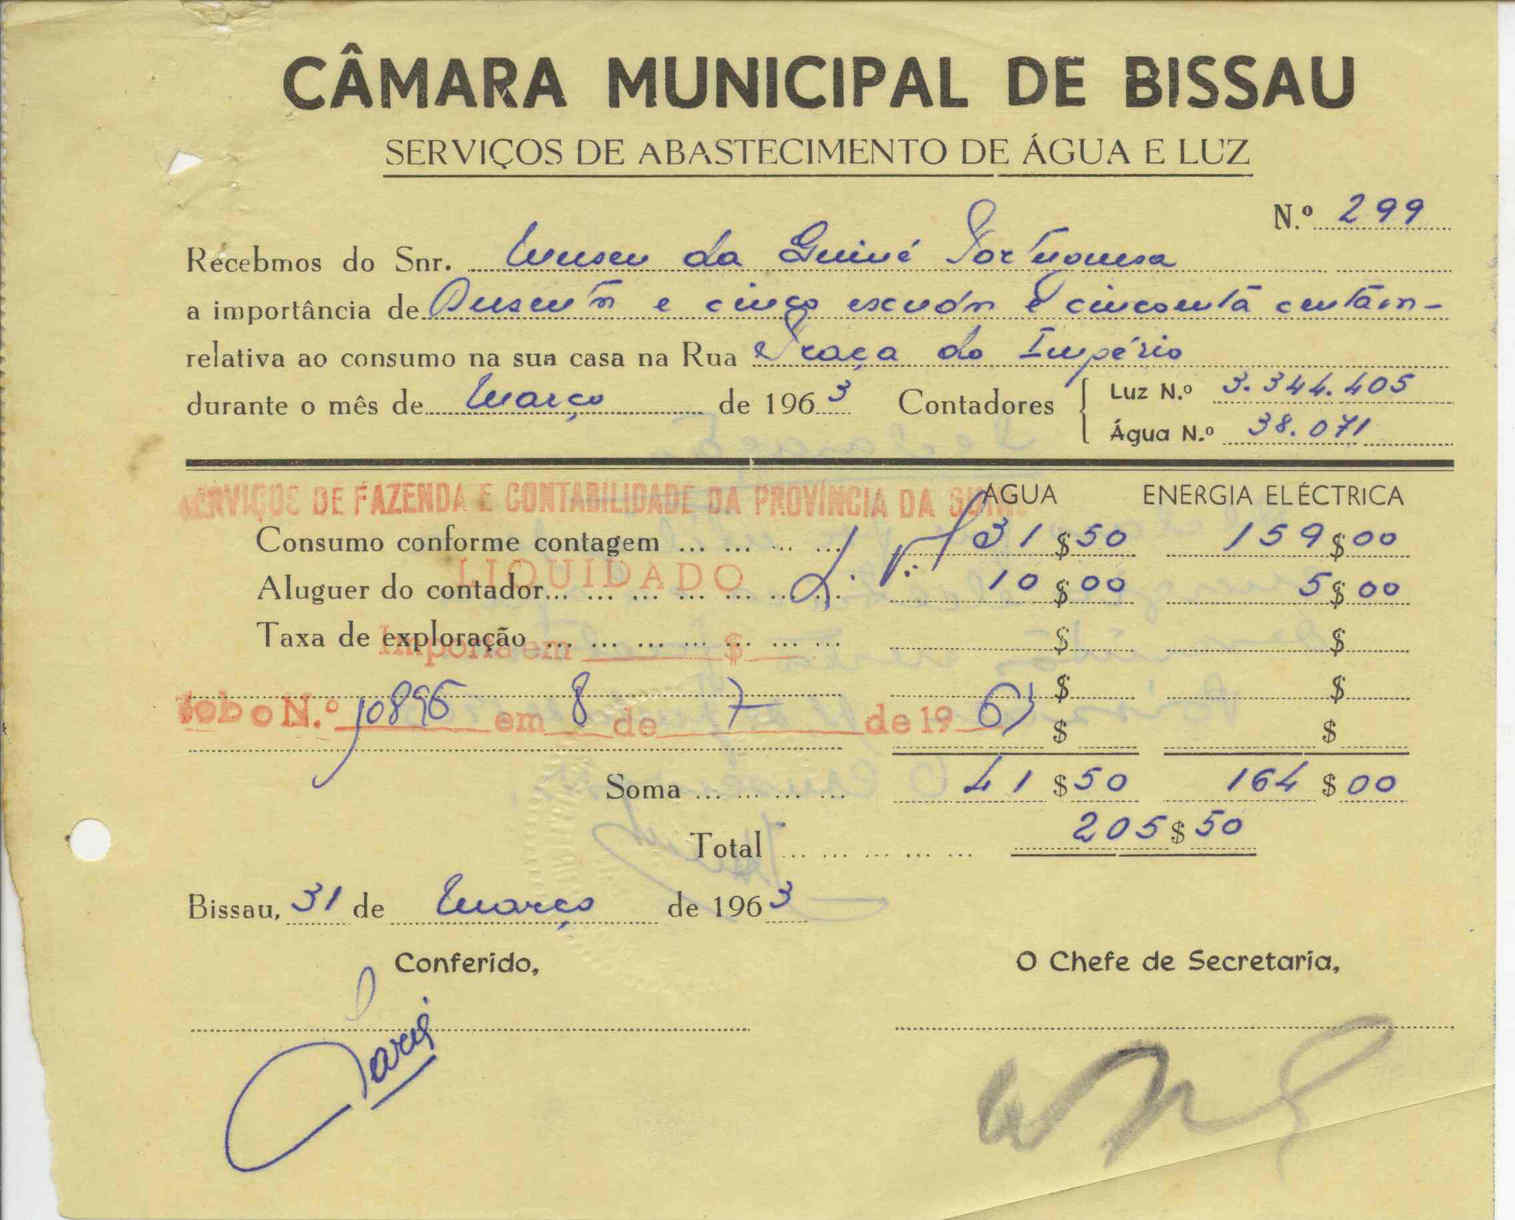 CÂMARA MUNICIPAL DE BISSAU
SERVIÇOS DE ABASTECIMENTO DE ÁGUA E LUZ
N.º 299
Recebmos do Snr. Museu da Guiné Portuguesa
a importância de Dusentos e cinco escudos e cincoenta centavos-
relativa ao consumo na sua casa na Rua Praça do Império
durante o mês de Março de 1963 Contadores Luz N.º 3.344.405
Água N.º 38.071
SERVIÇOS DE FAZENDA E CONTABILIDADE DA PROVÍNCIA DA GUINÉ
ÁGUA ENERGIA ELÉCTRICA
Consumo conforme contagem ... ... ... ... 31$50 159$00
LIQUIDADO
Aluguer do contador... ... ... ... ... ... ... 10$00 5$00
Taxa de exploração ... ... ... ... ... ... ... $ $
Importa em $
$ $
N.º 10896 em 8 de 7 de 1963
$ $
Soma ... ... ... ... 41$50 164$00
Total ... ... ... ... ... 205$50
Bissau, 31 de Março de 1963
Conferido, O Chefe de Secretaria,